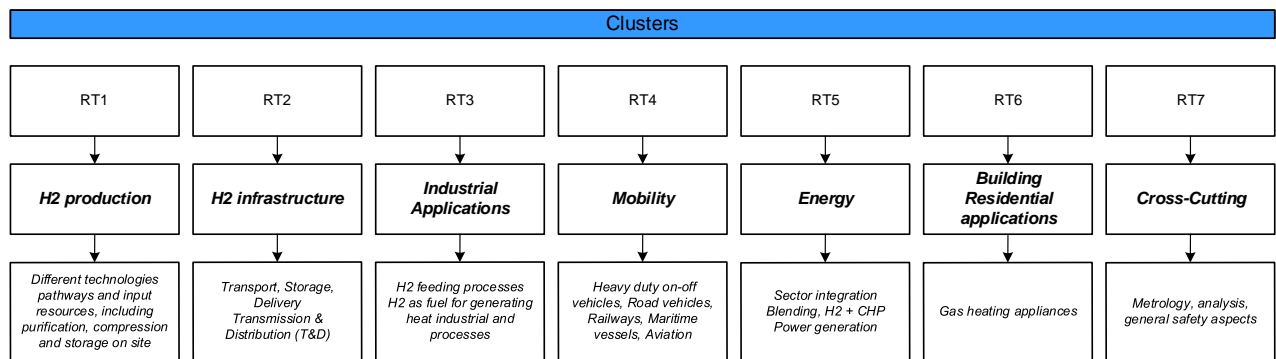 Clusters
RT1
RT2
RT3
RT4
RT5
RT6
RT7
H2 production
H2 infrastructure
Industrial
Applications
Mobility
Energy
Building
Residential
applications
Cross-Cutting
Different technologies
pathways and input
resources, including
purification, compression
and storage on site
Transport, Storage,
Delivery
Transmission &
Distribution (T&D)
H2 feeding processes
H2 as fuel for generating
heat industrial and
processes
Heavy duty on-off
vehicles, Road vehicles,
Railways, Maritime
vessels, Aviation
Sector integration
Blending, H2 + CHP
Power generation
Gas heating appliances
Metrology, analysis,
general safety aspects